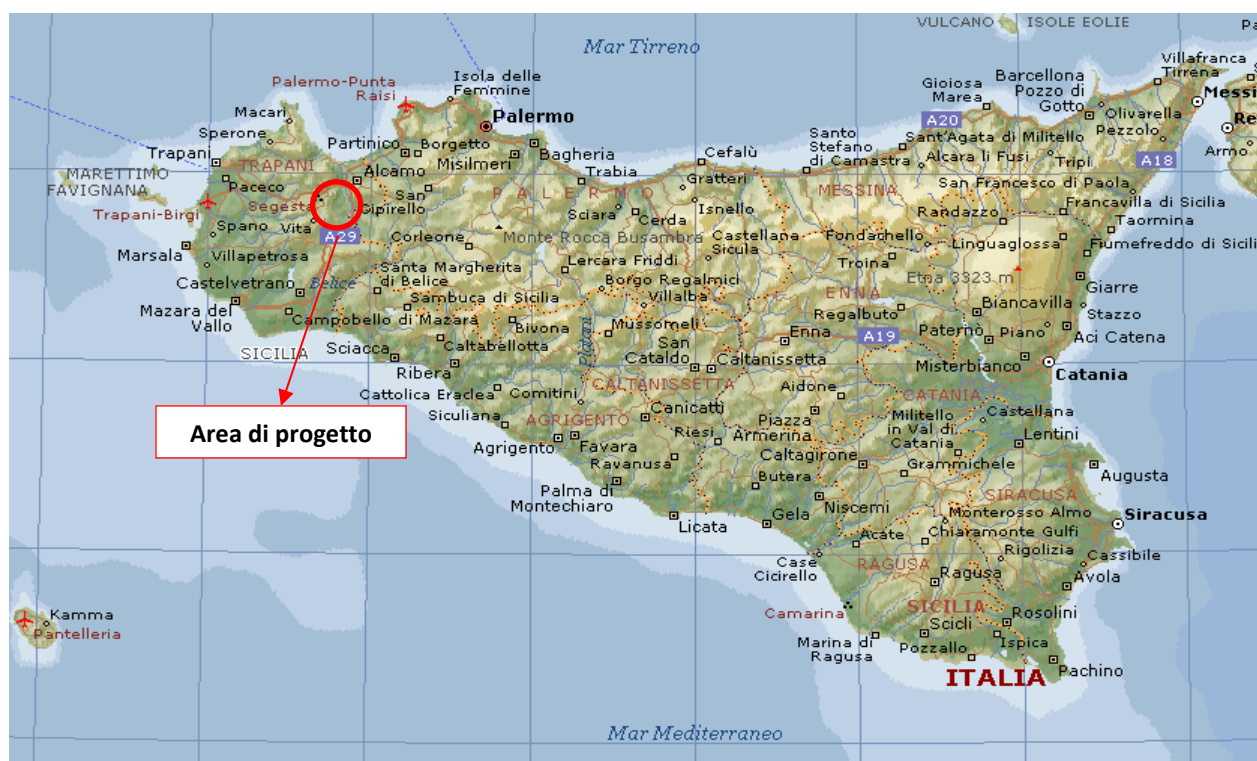 VULCANO
ISOLE EOLIE
Mar Tirreno
Villafranca
Tirrena
Palermo-Punta
Raisi
Isola delle
Femmine
Gioiosa
Marea
Barcellona
Pozzo di
Gotto
Olivarella
Messi
Macari
Palermo
A20
Pezzolo
Re
Sperone
Partinico
Borgetto
Santo
Stefano
di Camastra
Sant'Agata di Militello
Armo
Trapani
TRAPANI
Misilmeri
Bagheria
Cefalù
Alcara li Fusi
Tripi
A18
MARETTIMO
FAVIGNANA
Paceco
Alcamo
Trabia
Gratteri
San
Cipirello
PALERMO
MESSINA
San Francesco di Paola
Segesta
Sciara
Cerda
Isnello
Randazzo
Francavilla di Sicilia
Trapani-Birgi
Taormina
Spano
Vita
A29
Corleone
Monte Rocca Busambra
Castellana
Sicula
Fondachello
Linguaglossa
Fiumefreddo di Sicili
Marsala
Villapetrosa
Santa Margherita
di Belice
Lercara Friddi
Troina
Etna 3323 m
Castelvetrano
Belice
Borgo Regalmici
Giarre
Mazara del
Vallo
Sambuca di Sicilia
Villalba
ENNA
Regalbuto
Biancavilla
Stazzo
Campobello di Mazara
Bivona
Platani
Mussomeli
Enna
A19
Paternò
Piano
Aci Catena
SICILIA
Sciacca
Caltabellotta
San
Cataldo
Caltanissetta
Misterbianco
Catania
Ribera
Cattolica Eraclea
Comitini
CALTANISSETTA
Aidone
CATANIA
Area di progetto
Siculiana
AGRIGENTO
Canicatti
Piazza
Armerina
Militello
in Val di
Catania
Castellana
Agrigento
Favara
Riesi
Lentini
Ravanusa
Caltagirone
Grammichele
Augusta
Palma di
Montechiaro
Butera
SIRACUSA
Licata
Gela
Niscemi
Monterosso Almo
Siracusa
Acate
Chiaramonte Gulfi
Case
Cicirello
RAGUSA
Rigolizia
Cassibile
Ragusa
Avola
Kamma
Pantelleria
Camarina
SICILIA
Rosolini
Scicli
Marina di
Ragusa
Pozzallo
Ispica
ITALIA
Pachino
Mar Mediterraneo